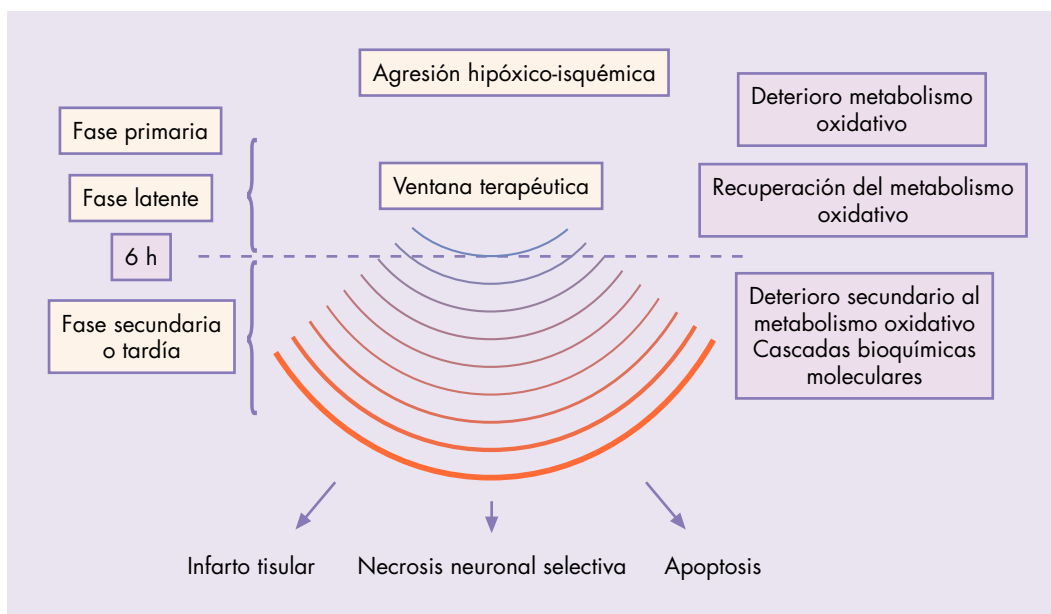 Agresión hipóxico-isquémica
Deterioro metabolismo
oxidativo
Fase primaria
Ventana terapéutica
Recuperación del metabolismo
oxidativo
Fase latente
6 h
Fase secundaria
o tardía
Deterioro secundario al
metabolismo oxidativo
Cascadas bioquímicas
moleculares
Infarto tisular
Necrosis neuronal selectiva
Apoptosis